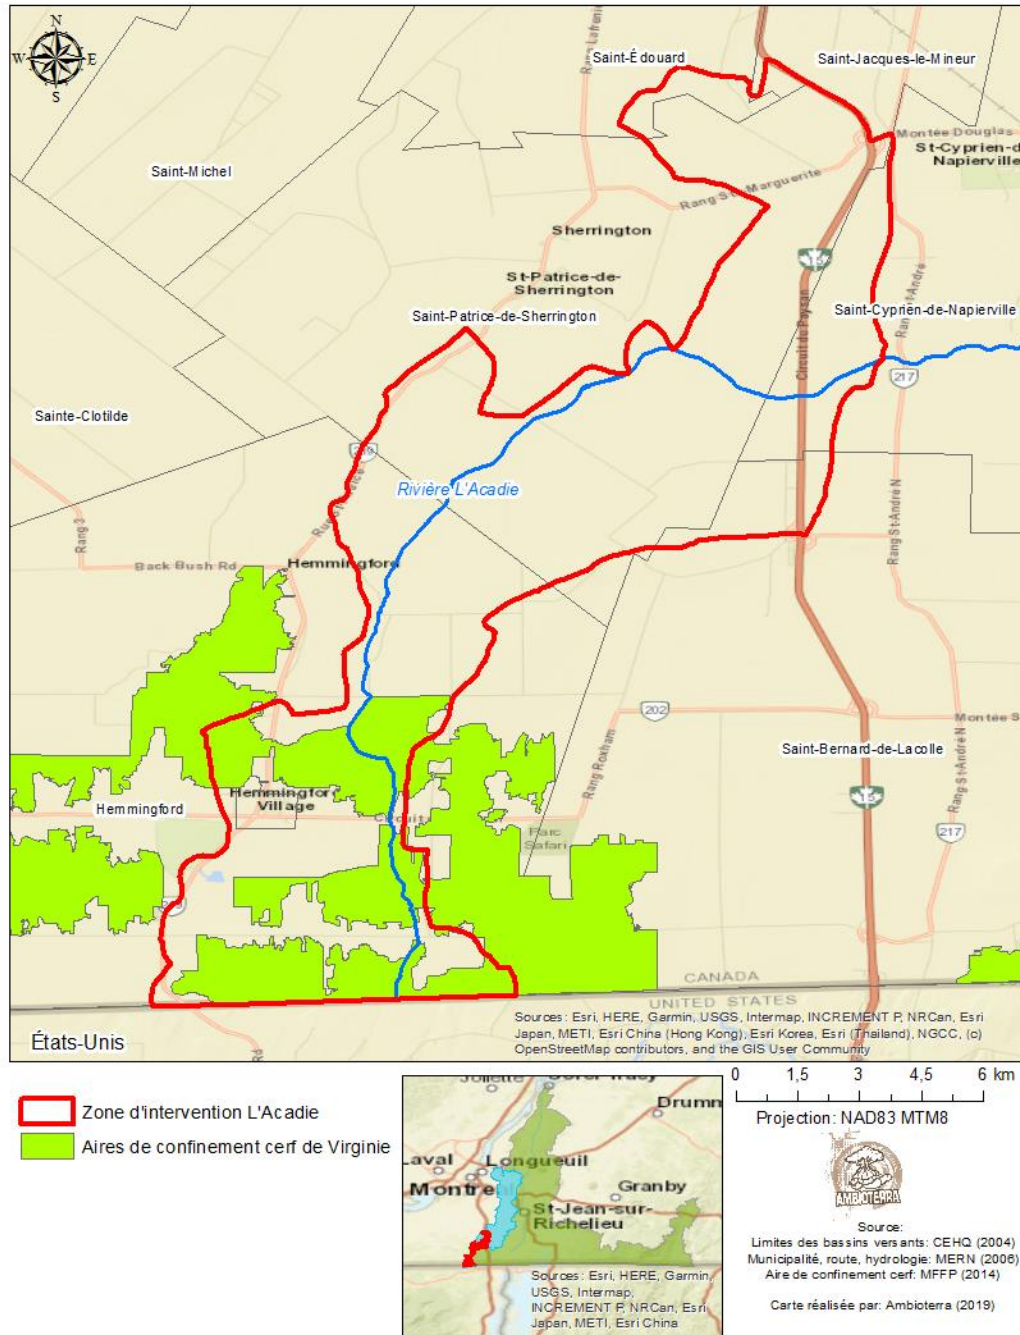 N
W E
S
Saint-Édouard
Saint-Jacques-le-Mineur
Montée Douglas
St-Cyprien-d
Napierville
Saint-Michel
Sherrington
St-Patrice-de-
Sherrington
Saint-Patrice-de-Sherrington
15
Circuit du Paysan
Saint-Cyprien-de-Napierville
217
Sainte-Clotilde
Rivière L'Acadie
Rang 3
Back Bush Rd
Hemmingford
Rang St-André N
202
Montée S
Rang Roxham
Saint-Bernard-de-Lacolle
Rang St-André N
Hemmingford
Hemmingford
Village
15
217
Parc
Safari
CANADA
UNITED STATES
États-Unis
Rd
Sources: Esri, HERE, Garmin, USGS, Intermap, INCREMENT P, NRCan, Esri
Japan, METI, Esri China (Hong Kong), Esri Korea, Esri (Thailand), NGCC, (c)
OpenStreetMap contributors, and the GIS User Community
Zone d'intervention L'Acadie
Aires de confinement cerf de Virginie
0 1,5 3 4,5 6 km
Projection: NAD83 MTM8
Drumn
Laval
Longueuil
Montreal
Granby
St-Jean-sur-
Richelieu
Sources: Esri, HERE, Garmin,
USGS, Intermap,
INCREMENT P, NRCan, Esri
Japan, METI, Esri China
AMBIOTERRA
Source:
Limites des bassins versants: CEHQ (2004)
Municipalité, route, hydrologie: MERN (2006)
Aire de confinement cerf: MFFP (2014)
Carte réalisée par: Ambioterra (2019)